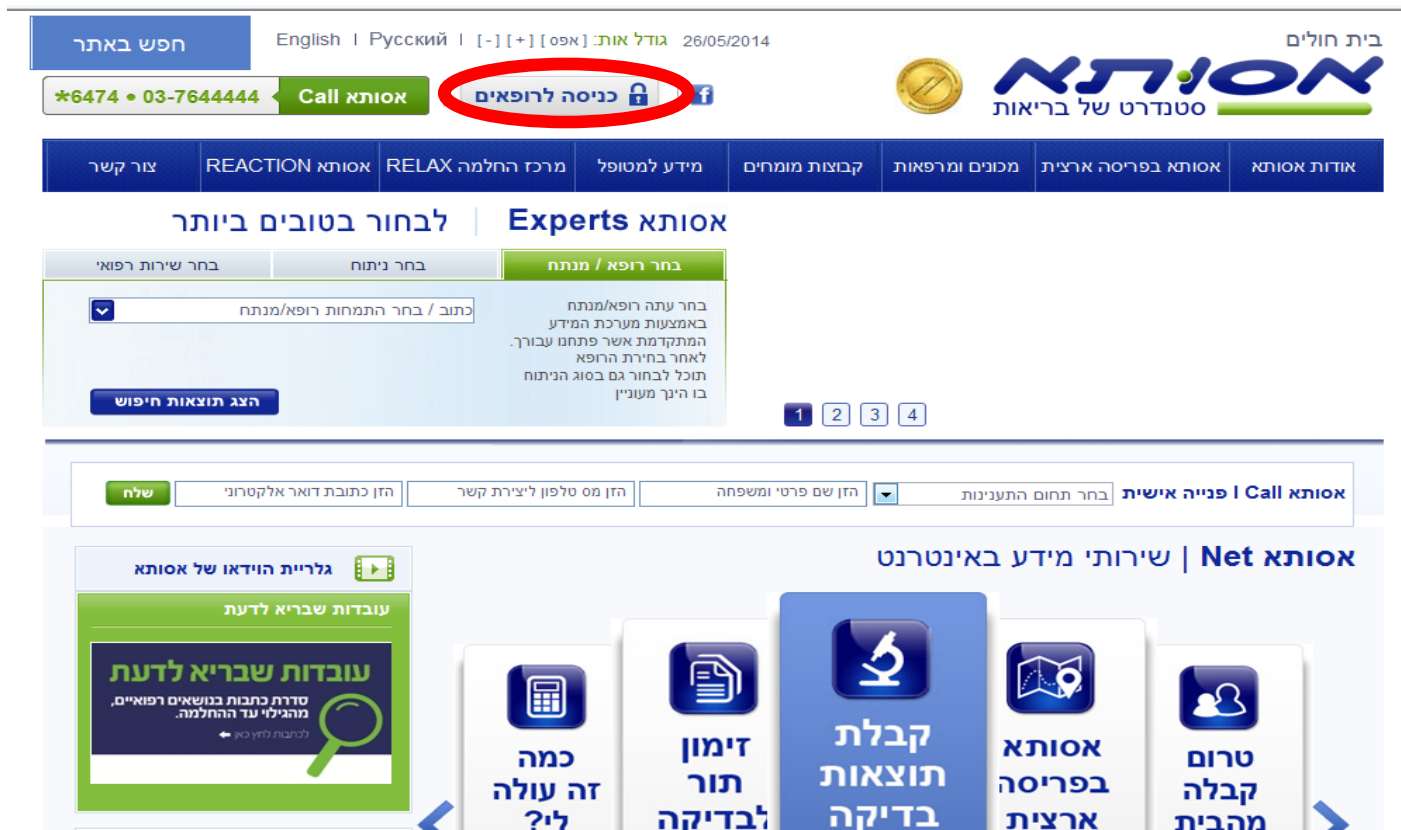 בית חולים
אסותא
סטנדרט של בריאות
26/05/2014 גודל אות: [אפס] [+] [-] | Русский | English
חפש באתר
כניסה לרופאים
אסותא Call
*6474 • 03-7644444
אודות אסותא
אסותא בפריסה ארצית
מכונים ומרפאות
קבוצות מומחים
מידע למטופל
מרכז החלמה RELAX
אסותא REACTION
צור קשר
אסותא Experts | לבחור בטובים ביותר
בחר רופא / מנתח
בחר ניתוח
בחר שירות רפואי
בחר עתה רופא/מנתח
באמצעות מערכת המידע
המתקדמת אשר פתחנו עבורך.
לאחר בחירת הרופא
תוכל לבחור גם בסוג הניתוח
בו הינך מעוניין
כתוב / בחר התמחות רופא/מנתח
הצג תוצאות חיפוש
1 2 3 4
אסותא Call | פנייה אישית
בחר תחום התענינות
הזן שם פרטי ומשפחה
הזן מס טלפון ליצירת קשר
הזן כתובת דואר אלקטרוני
שלח
אסותא Net | שירותי מידע באינטרנט
טרום
קבלה
מהבית
אסותא
בפריסה
ארצית
קבלת
תוצאות
בדיקה
זימון
תור
לבדיקה
כמה
זה עולה
לי?
גלריית הוידאו של אסותא
עובדות שבריא לדעת
עובדות שבריא לדעת
סדרת כתבות בנושאים רפואיים,
מהגילוי עד ההחלמה.
לכתבות לחץ כאן